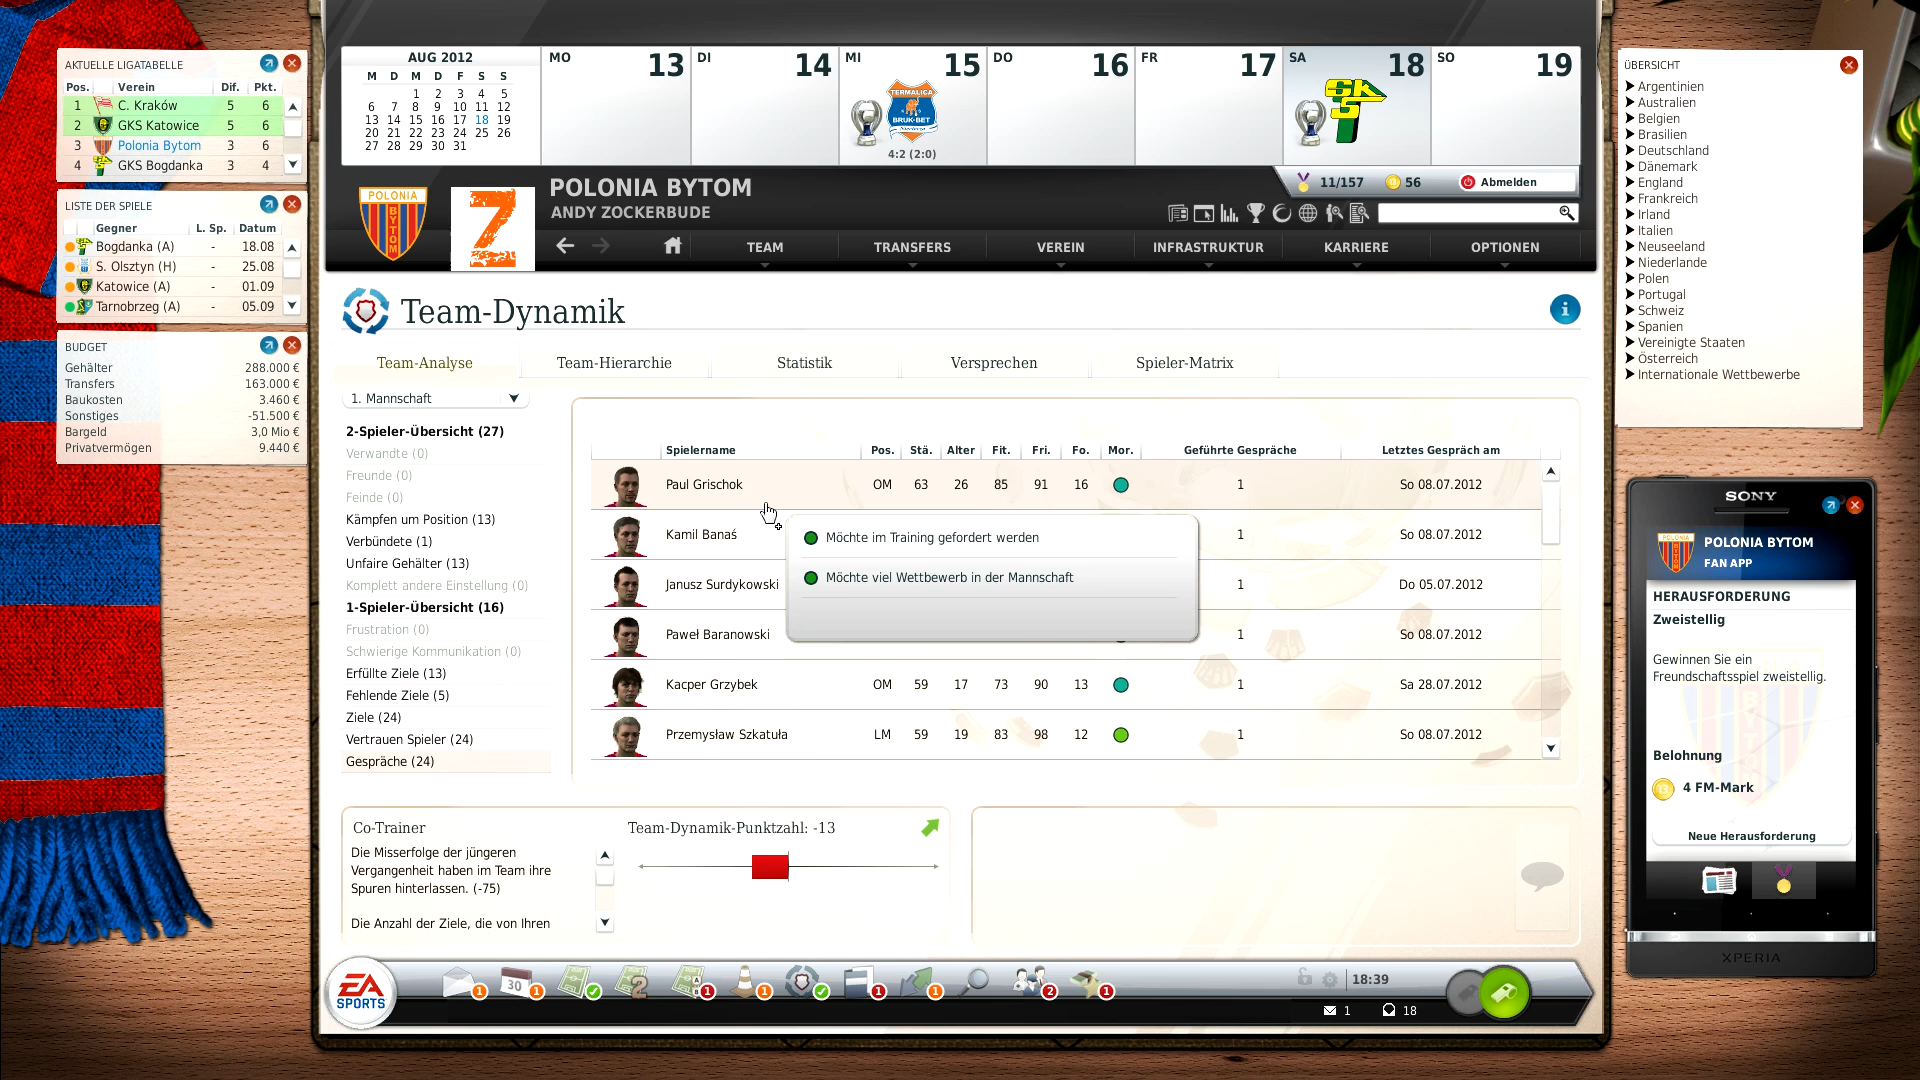 AKTUELLE LIGATABELLE
Pos. Verein Dif. Pkt.
1 C. Kraków 5 6
2 GKS Katowice 5 6
3 Polonia Bytom 3 6
4 GKS Bogdanka 3 4
LISTE DER SPIELE
Gegner L. Sp. Datum
Bogdanka (A) - 18.08
S. Olsztyn (H) - 25.08
Katowice (A) - 01.09
Tarnobrzeg (A) - 05.09
BUDGET
Gehälter 288.000 €
Transfers 163.000 €
Baukosten 3.460 €
Sonstiges -51.500 €
Bargeld 3,0 Mio €
Privatvermögen 9.440 €
AUG 2012
M D M D F S S
1 2 3 4 5
6 7 8 9 10 11 12
13 14 15 16 17 18 19
20 21 22 23 24 25 26
27 28 29 30 31
MO 13
DI 14
MI 15
TERMALICA
BRUK-BET
Nieciecza
4:2 (2:0)
DO 16
FR 17
SA 18
GKS
SO 19
POLONIA
BYTOM
Z
POLONIA BYTOM
ANDY ZOCKERBUDE
11/157
56
Abmelden
TEAM
TRANSFERS
VEREIN
INFRASTRUKTUR
KARRIERE
OPTIONEN
Team-Dynamik
i
Team-Analyse
Team-Hierarchie
Statistik
Versprechen
Spieler-Matrix
1. Mannschaft
2-Spieler-Übersicht (27)
Verwandte (0)
Freunde (0)
Feinde (0)
Kämpfen um Position (13)
Verbündete (1)
Unfaire Gehälter (13)
Komplett andere Einstellung (0)
1-Spieler-Übersicht (16)
Frustration (0)
Schwierige Kommunikation (0)
Erfüllte Ziele (13)
Fehlende Ziele (5)
Ziele (24)
Vertrauen Spieler (24)
Gespräche (24)
Spielername Pos. Stä. Alter Fit. Fri. Fo. Mor. Geführte Gespräche Letztes Gespräch am
Paul Grischok OM 63 26 85 91 16 1 So 08.07.2012
Kamil Banaś 1 So 08.07.2012
Janusz Surdykowski 1 Do 05.07.2012
Paweł Baranowski 1 So 08.07.2012
Kacper Grzybek OM 59 17 73 90 13 1 Sa 28.07.2012
Przemysław Szkatuła LM 59 19 83 98 12 1 So 08.07.2012
Möchte im Training gefordert werden
Möchte viel Wettbewerb in der Mannschaft
Co-Trainer
Die Misserfolge der jüngeren
Vergangenheit haben im Team ihre
Spuren hinterlassen. (-75)
Die Anzahl der Ziele, die von Ihren
Team-Dynamik-Punktzahl: -13
EA
SPORTS
1
30
1
2
1
1
1
1
2
1
18:39
1
18
ÜBERSICHT
Argentinien
Australien
Belgien
Brasilien
Deutschland
Dänemark
England
Frankreich
Irland
Italien
Neuseeland
Niederlande
Polen
Portugal
Schweiz
Spanien
Vereinigte Staaten
Österreich
Internationale Wettbewerbe
SONY
POLONIA BYTOM
FAN APP
HERAUSFORDERUNG
Zweistellig
Gewinnen Sie ein
Freundschaftsspiel zweistellig.
Belohnung
4 FM-Mark
Neue Herausforderung
XPERIA